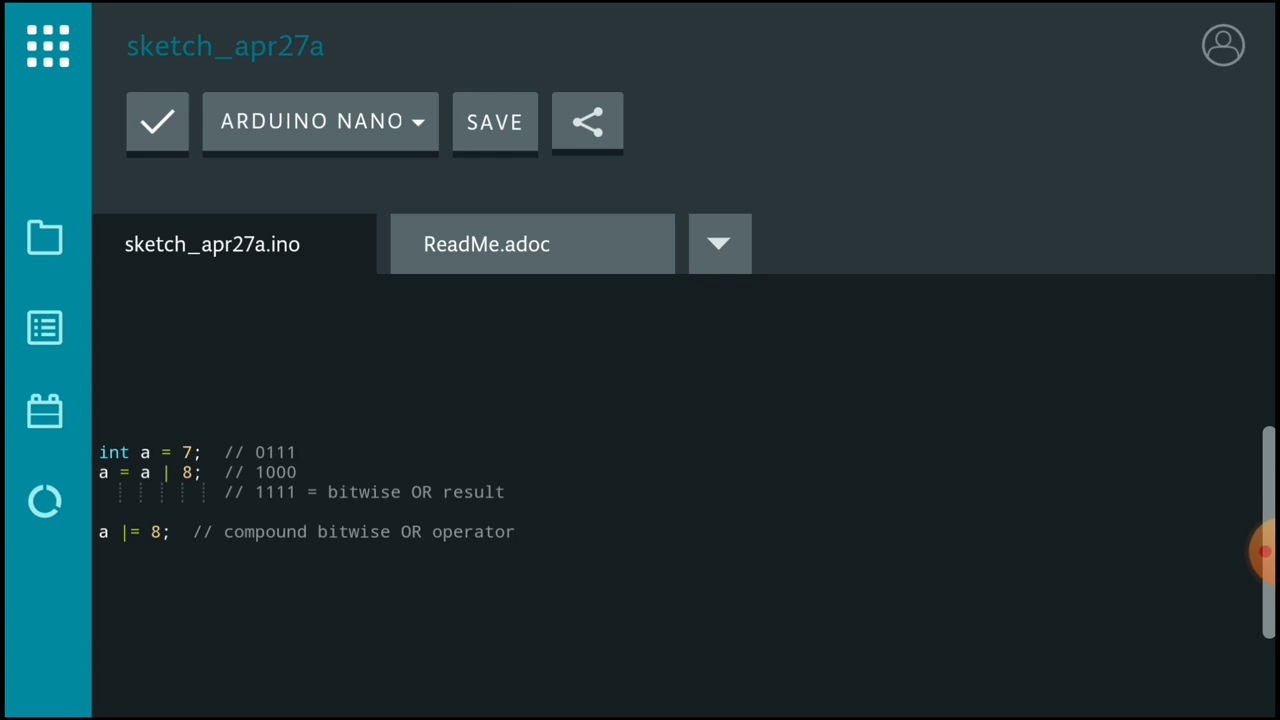 sketch_apr27a
ARDUINO NANO
SAVE
sketch_apr27a.ino
ReadMe.adoc
int a = 7;  // 0111
a = a | 8;  // 1000
// 1111 = bitwise OR result
a |= 8;  // compound bitwise OR operator